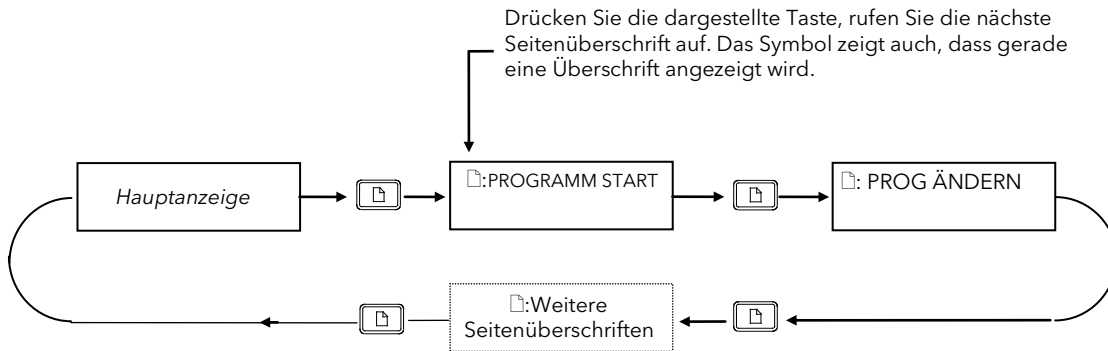 Drücken Sie die dargestellte Taste, rufen Sie die nächste
Seitenüberschrift auf. Das Symbol zeigt auch, dass gerade
eine Überschrift angezeigt wird.
Hauptanzeige
:PROGRAMM START
: PROG ÄNDERN
:Weitere
Seitenüberschriften